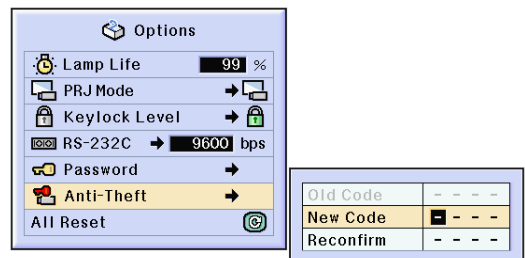 Options
Lamp Life 99 %
PRJ Mode
Keylock Level
RS-232C 9600 bps
Password
Anti-Theft
All Reset
Old Code - - - -
New Code - - - -
Reconfirm - - - -